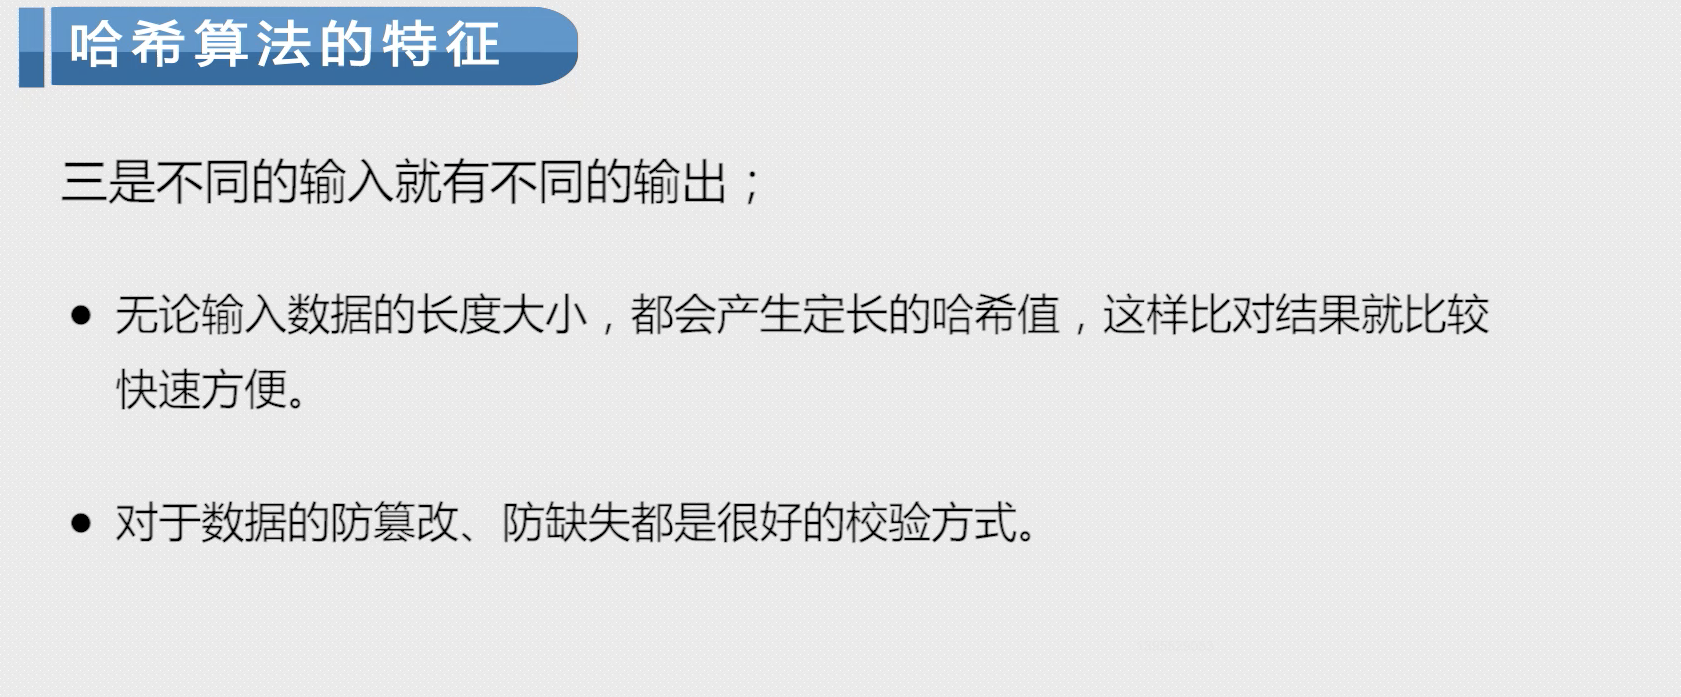 哈希算法的特征
三是不同的输入就有不同的输出；
● 无论输入数据的长度大小，都会产生定长的哈希值，这样比对结果就比较
快速方便。
● 对于数据的防篡改、防缺失都是很好的校验方式。